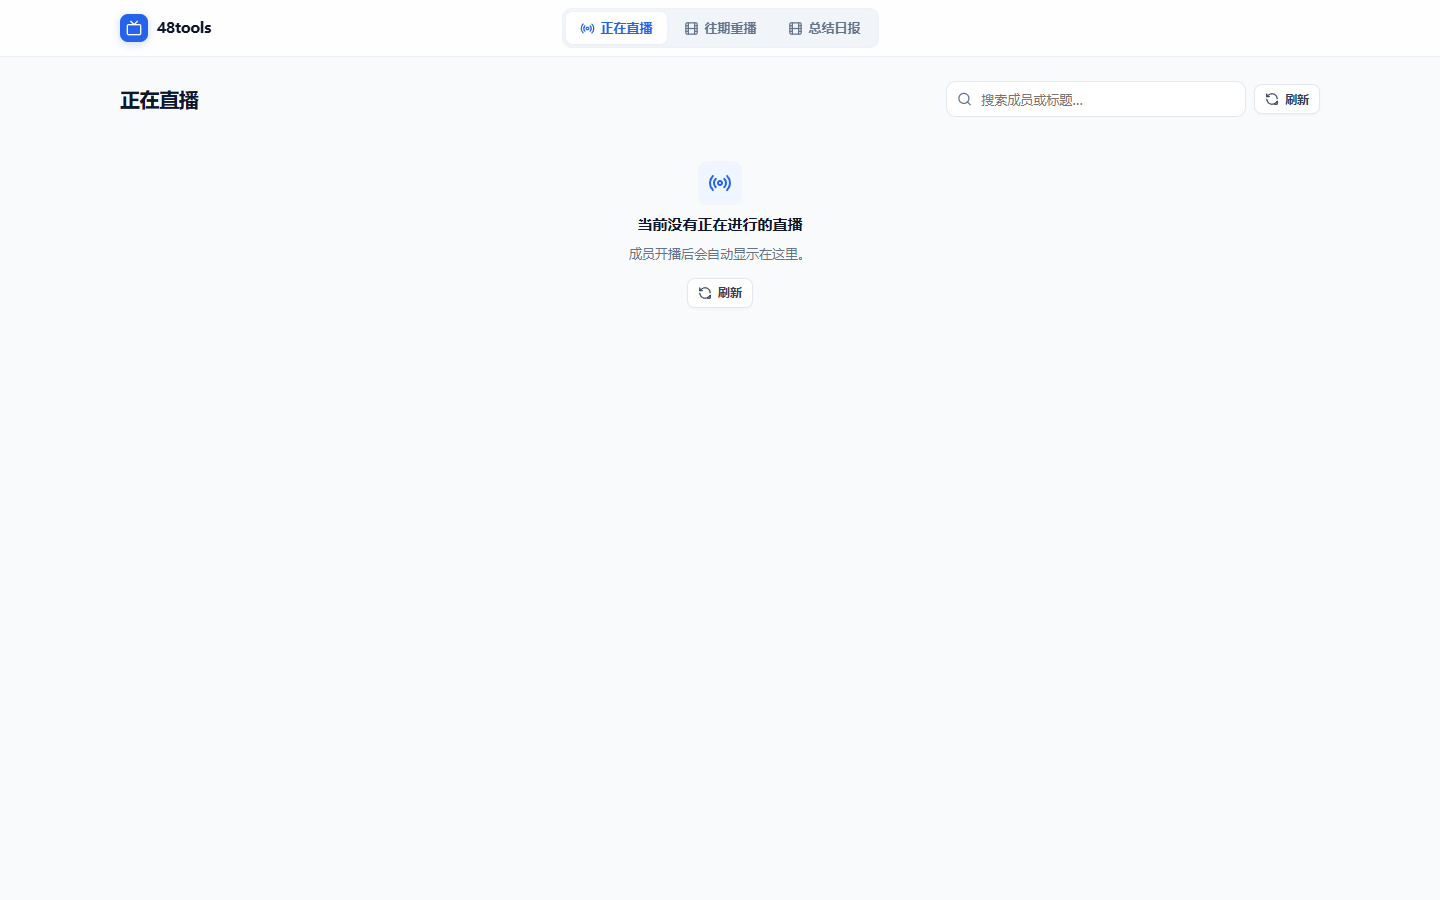 48tools
正在直播
往期重播
总结日报
正在直播
搜索成员或标题...
刷新
当前没有正在进行的直播
成员开播后会自动显示在这里。
刷新